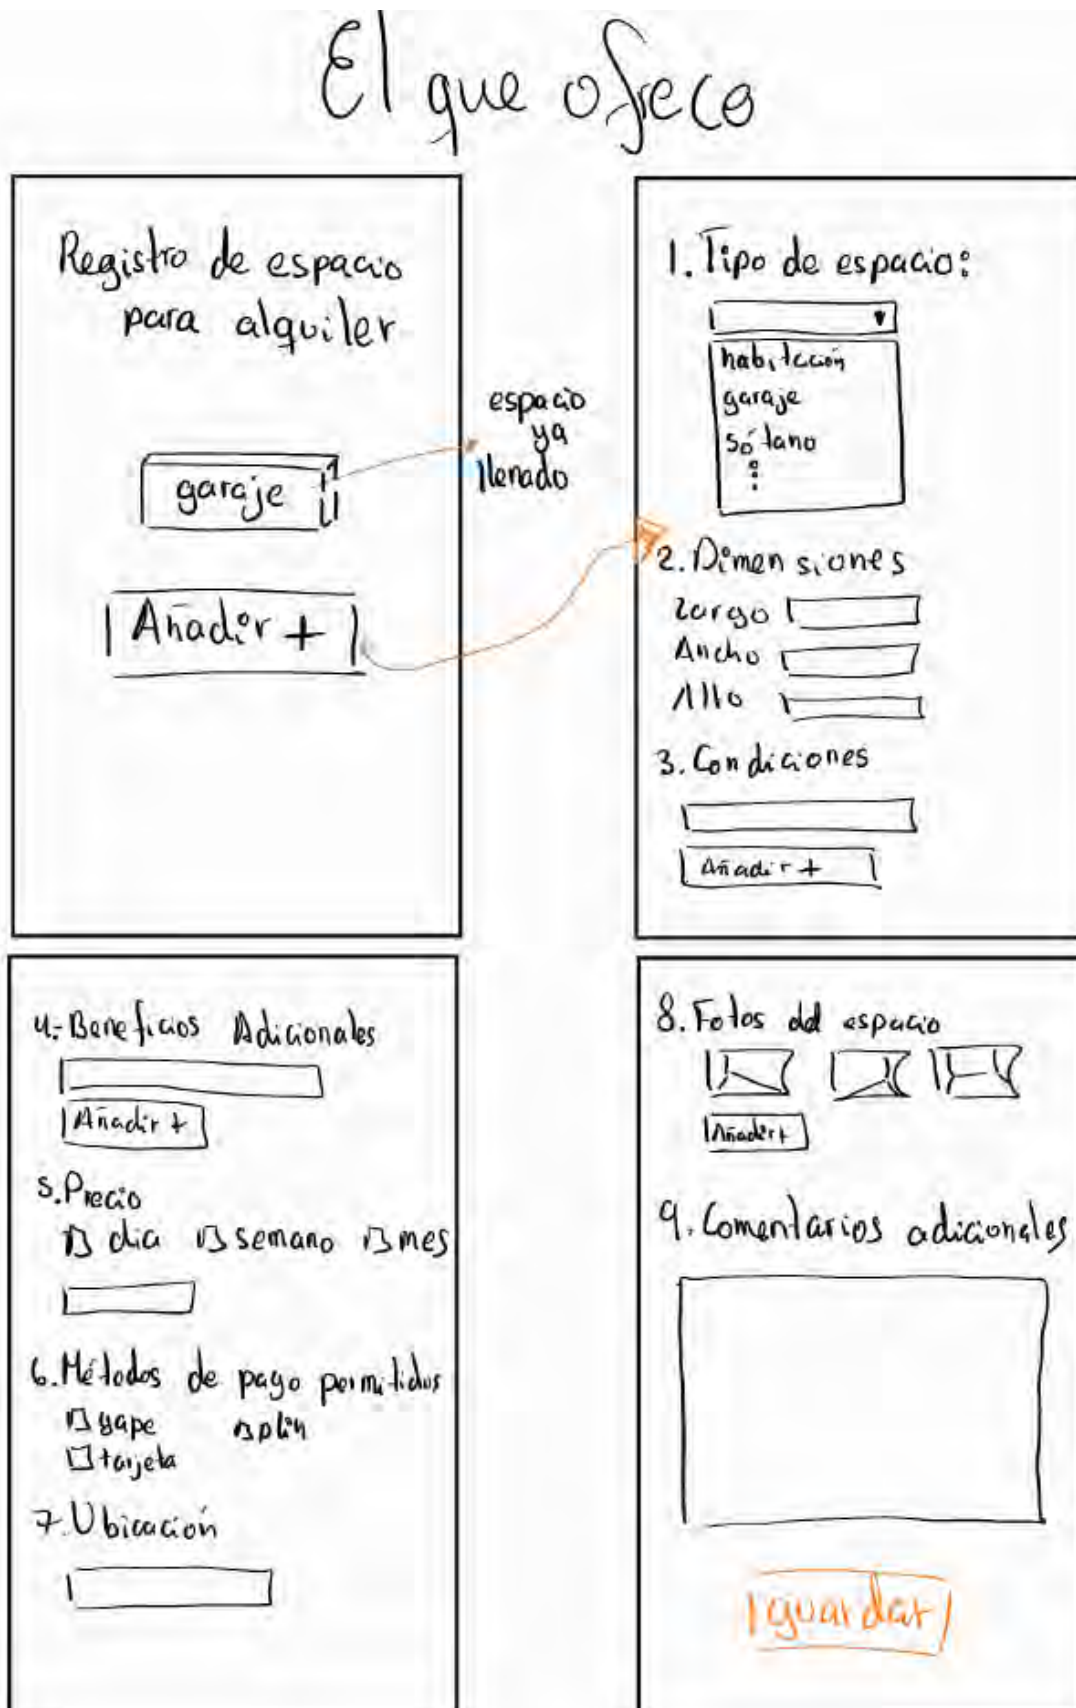 El que ofrece
Registro de espacio
para alquiler
garaje
Añadir +
espacio
ya
llenado
1. Tipo de espacio:
habitación
garaje
sótano
2. Dimensiones
Largo
Ancho
Alto
3. Condiciones
Añadir +
4.- Beneficios Adicionales
Añadir +
5. Precio
dia semana mes
6. Métodos de pago permitidos
yape plin
tarjeta
7. Ubicación
8. Fotos del espacio
Añadir +
9. Comentarios adicionales
guardar